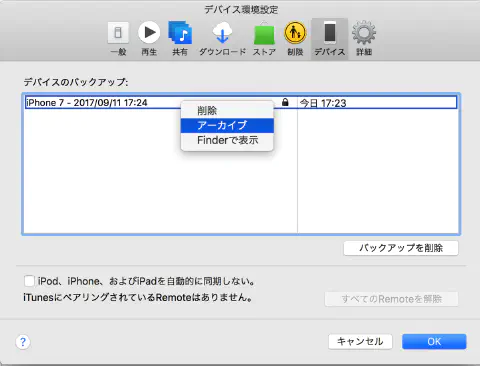 デバイス環境設定
一般 再生 共有 ダウンロード ストア 制限 デバイス 詳細
デバイスのバックアップ:
iPhone 7 - 2017/09/11 17:24 今日 17:23
削除
アーカイブ
Finderで表示
バックアップを削除
iPod、iPhone、およびiPadを自動的に同期しない。
iTunesにペアリングされているRemoteはありません。 すべてのRemoteを解除
? キャンセル OK